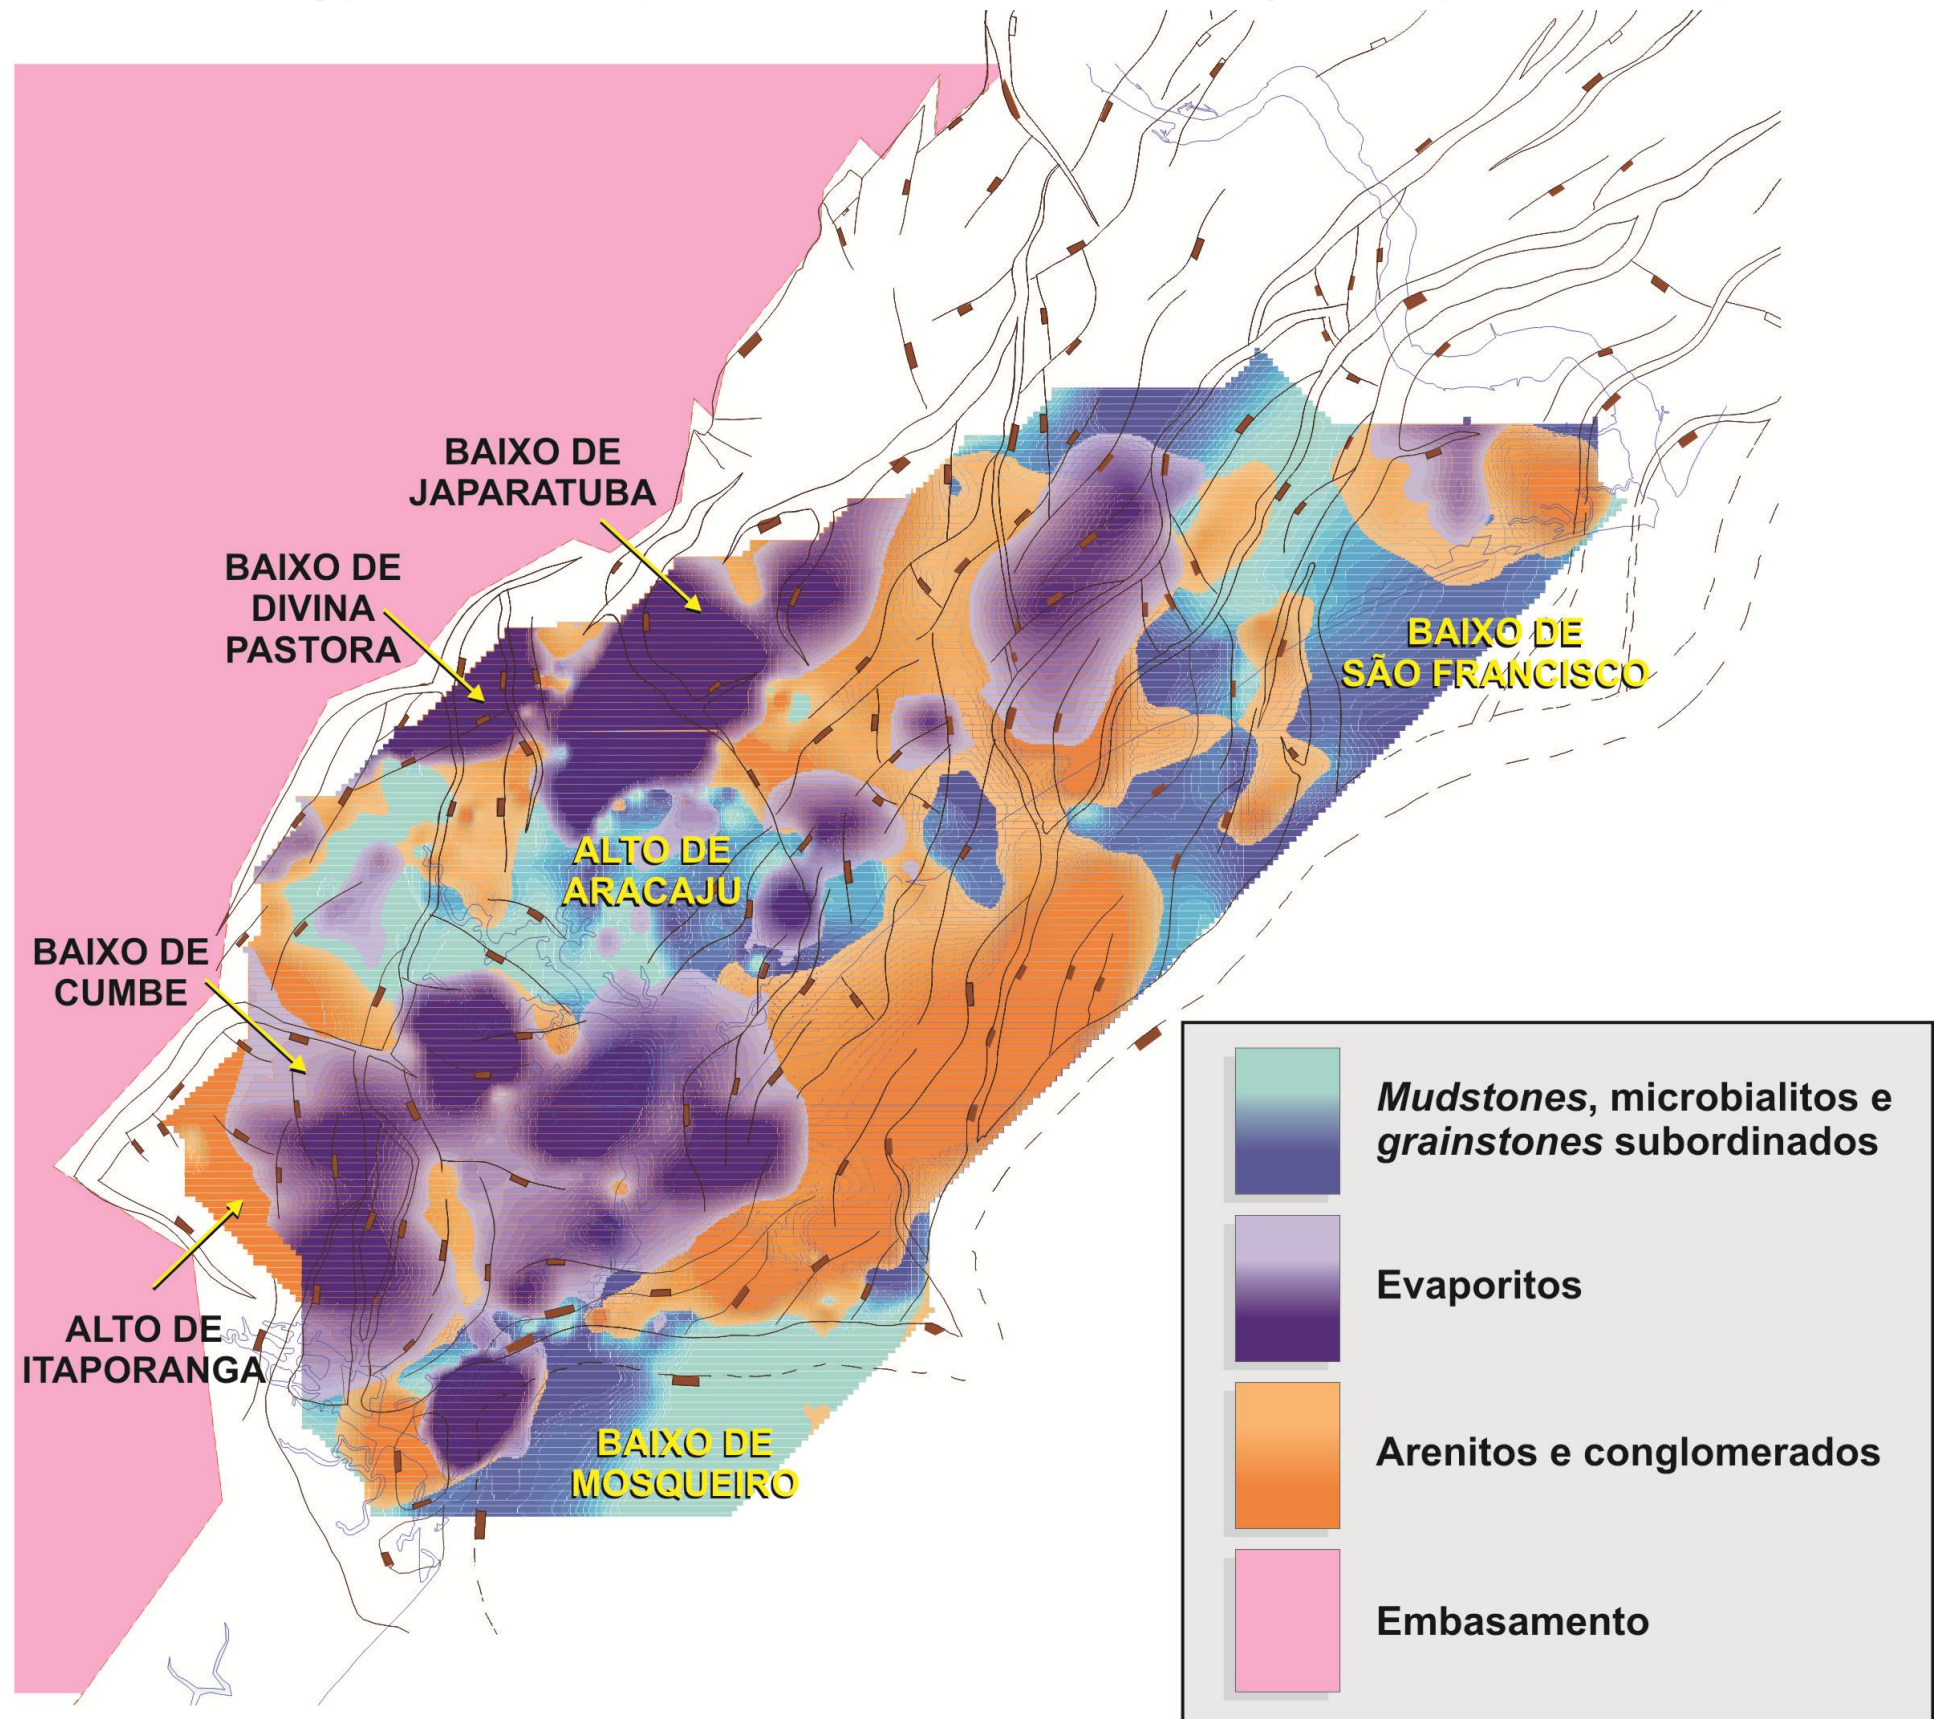 BAIXO DE
JAPARATUBA
BAIXO DE
DIVINA
PASTORA
BAIXO DE
SÃO FRANCISCO
ALTO DE
ARACAJU
BAIXO DE
CUMBE
ALTO DE
ITAPORANGA
BAIXO DE
MOSQUEIRO
Mudstones, microbialitos e
grainstones subordinados
Evaporitos
Arenitos e conglomerados
Embasamento